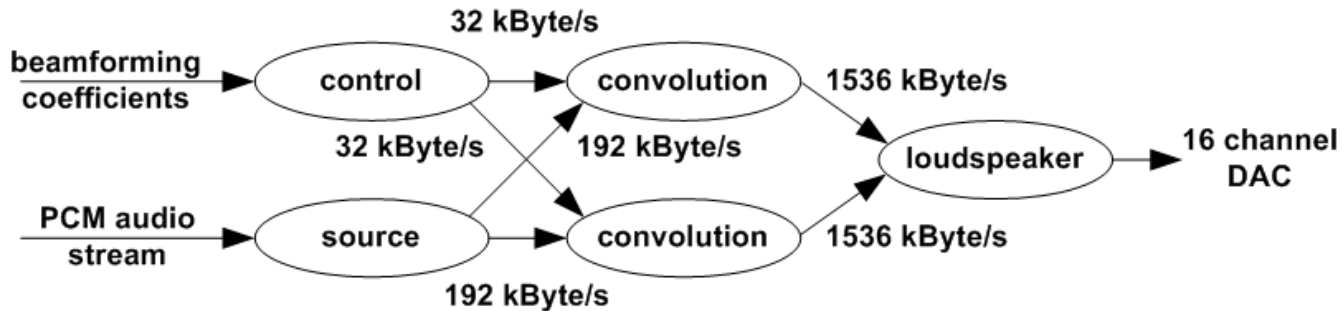 32 kByte/s
beamforming
coefficients
control
convolution
1536 kByte/s
32 kByte/s
192 kByte/s
loudspeaker
16 channel
DAC
PCM audio
stream
source
convolution
1536 kByte/s
192 kByte/s